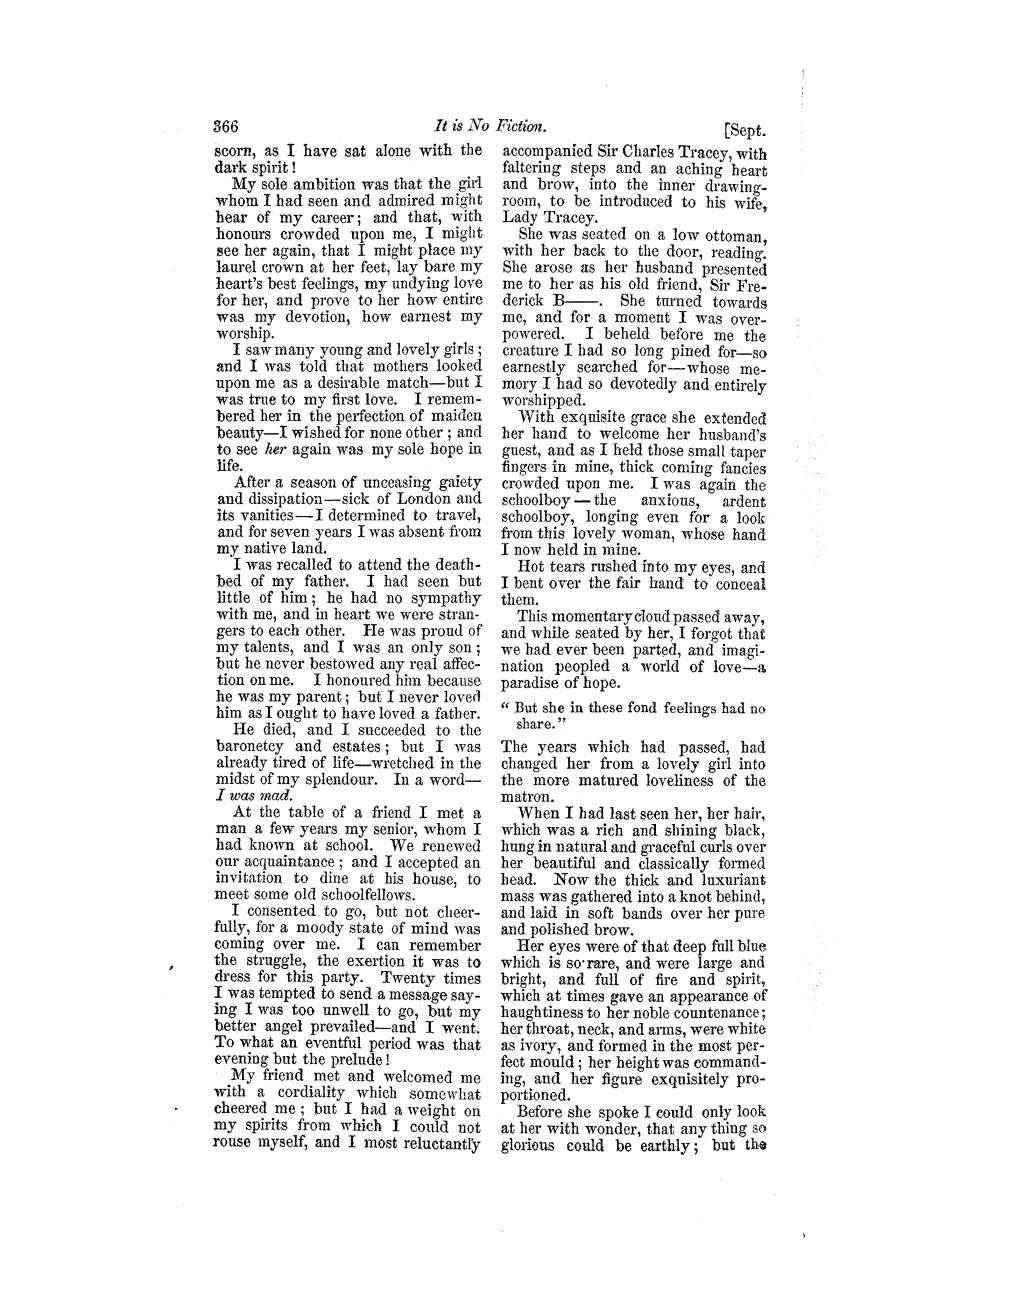 366
It is No Fiction.
[Sept.
scorn, as I have sat alone with the
dark spirit!
My sole ambition was that the girl
whom I had seen and admired might
hear of my career; and that, with
honours crowded upon me, I might
see her again, that I might place my
laurel crown at her feet, lay bare my
heart's best feelings, my undying love
for her, and prove to her how entire
was my devotion, how earnest my
worship.
I saw many young and lovely girls;
and I was told that mothers looked
upon me as a desirable match—but I
was true to my first love. I remem-
bered her in the perfection of maiden
beauty—I wished for none other; and
to see her again was my sole hope in
life.
After a season of unceasing gaiety
and dissipation—sick of London and
its vanities—I determined to travel,
and for seven years I was absent from
my native land.
I was recalled to attend the death-
bed of my father. I had seen but
little of him; he had no sympathy
with me, and in heart we were stran-
gers to each other. He was proud of
my talents, and I was an only son;
but he never bestowed any real affec-
tion on me. I honoured him because
he was my parent; but I never loved
him as I ought to have loved a father.
He died, and I succeeded to the
baronetcy and estates; but I was
already tired of life—wretched in the
midst of my splendour. In a word—
I was mad.
At the table of a friend I met a
man a few years my senior, whom I
had known at school. We renewed
our acquaintance; and I accepted an
invitation to dine at his house, to
meet some old schoolfellows.
I consented to go, but not cheer-
fully, for a moody state of mind was
coming over me. I can remember
the struggle, the exertion it was to
dress for this party. Twenty times
I was tempted to send a message say-
ing I was too unwell to go, but my
better angel prevailed—and I went.
To what an eventful period was that
evening but the prelude!
My friend met and welcomed me
with a cordiality which somewhat
cheered me; but I had a weight on
my spirits from which I could not
rouse myself, and I most reluctantly
accompanied Sir Charles Tracey, with
faltering steps and an aching heart
and brow, into the inner drawing-
room, to be introduced to his wife,
Lady Tracey.
She was seated on a low ottoman,
with her back to the door, reading.
She arose as her husband presented
me to her as his old friend, Sir Fre-
derick B——. She turned towards
me, and for a moment I was over-
powered. I beheld before me the
creature I had so long pined for—so
earnestly searched for—whose me-
mory I had so devotedly and entirely
worshipped.
With exquisite grace she extended
her hand to welcome her husband's
guest, and as I held those small taper
fingers in mine, thick coming fancies
crowded upon me. I was again the
schoolboy—the anxious, ardent
schoolboy, longing even for a look
from this lovely woman, whose hand
I now held in mine.
Hot tears rushed into my eyes, and
I bent over the fair hand to conceal
them.
This momentary cloud passed away,
and while seated by her, I forgot that
we had ever been parted, and imagi-
nation peopled a world of love—a
paradise of hope.
“ But she in these fond feelings had no
share.”
The years which had passed, had
changed her from a lovely girl into
the more matured loveliness of the
matron.
When I had last seen her, her hair,
which was a rich and shining black,
hung in natural and graceful curls over
her beautiful and classically formed
head. Now the thick and luxuriant
mass was gathered into a knot behind,
and laid in soft bands over her pure
and polished brow.
Her eyes were of that deep full blue
which is so rare, and were large and
bright, and full of fire and spirit,
which at times gave an appearance of
haughtiness to her noble countenance;
her throat, neck, and arms, were white
as ivory, and formed in the most per-
fect mould; her height was command-
ing, and her figure exquisitely pro-
portioned.
Before she spoke I could only look
at her with wonder, that any thing so
glorious could be earthly; but the